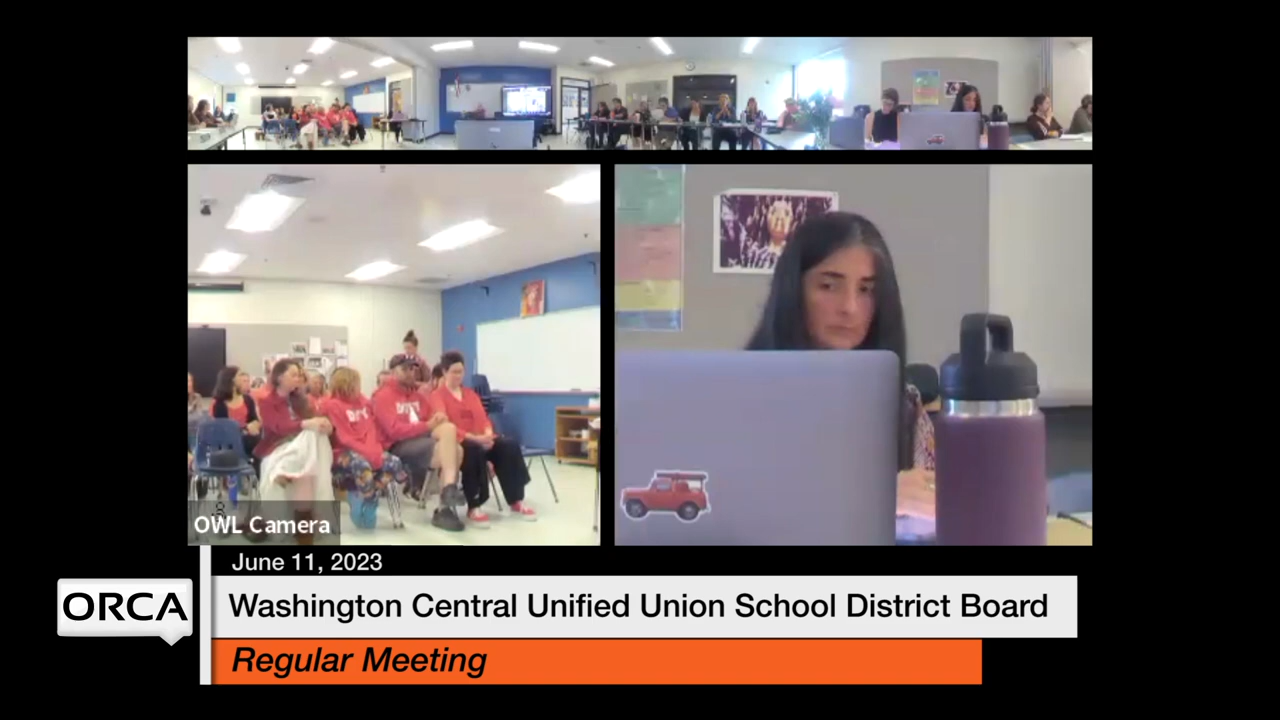 OWL Camera
June 11, 2023
ORCA
Washington Central Unified Union School District Board
Regular Meeting